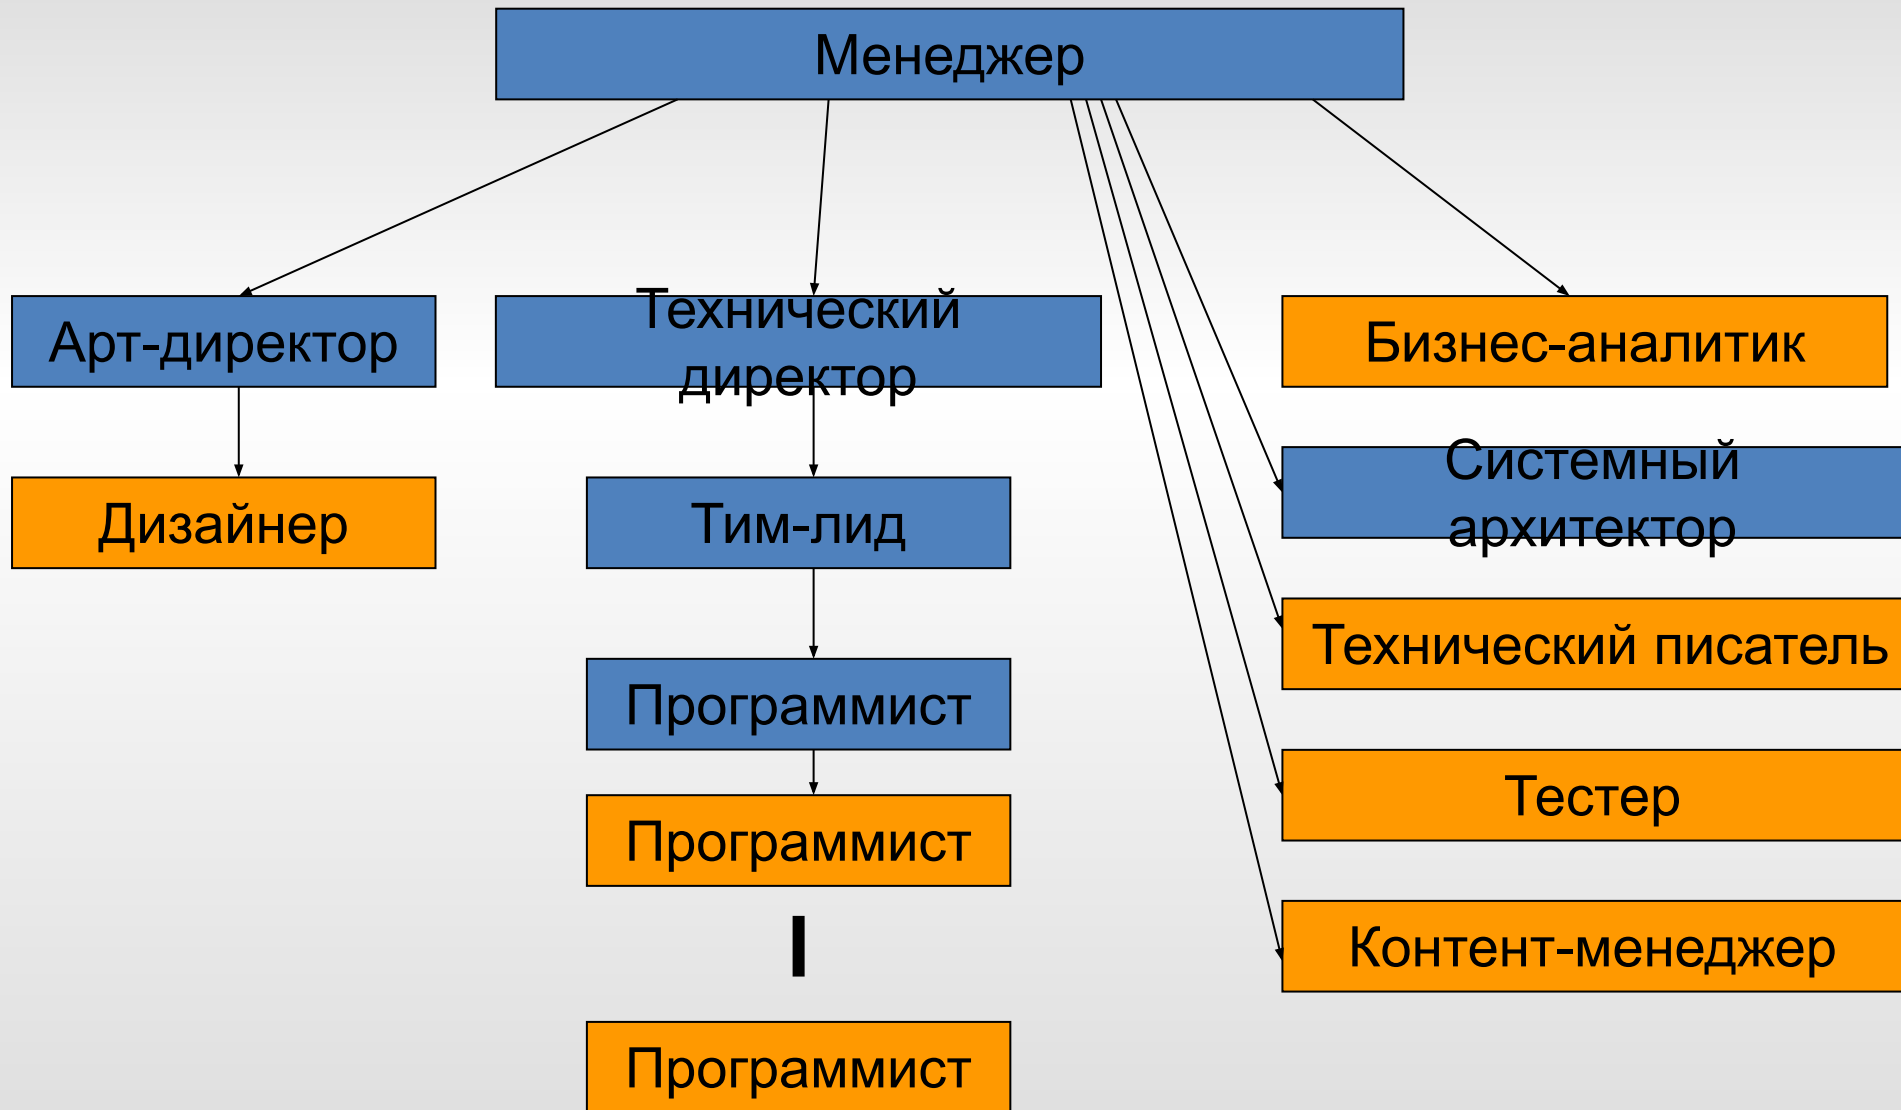 Менеджер
Арт-директор
Технический
директор
Бизнес-аналитик
Дизайнер
Тим-лид
Системный
архитектор
Программист
Технический писатель
Программист
Тестер
Контент-менеджер
Программист